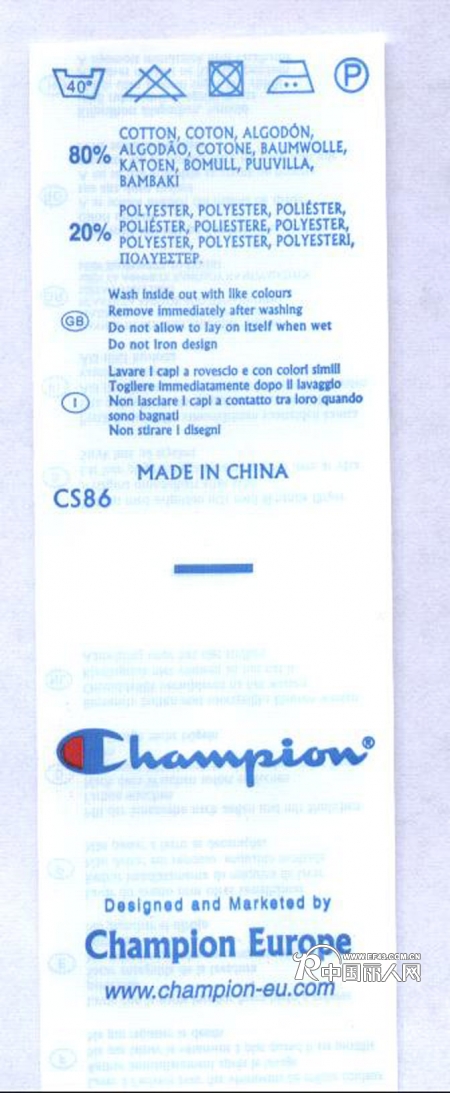 40°
P
80%
COTTON, COTON, ALGODÓN,
ALGODÃO, COTONE, BAUMWOLLE,
KATOEN, BOMULL, PUUVILLA,
BAMBAKI
20%
POLYESTER, POLYESTER, POLIÉSTER,
POLIÉSTER, POLIESTERE, POLYESTER,
POLYESTER, POLYESTER, POLYESTERI,
ΠΟΛΥΕΣΤΕΡ.
GB
Wash inside out with like colours
Remove immediately after washing
Do not allow to lay on itself when wet
Do not iron design
I
Lavare i capi a rovescio e con colori simili
Togliere immediatamente dopo il lavaggio
Non lasciare i capi a contatto tra loro quando
sono bagnati
Non stirare i disegni
MADE IN CHINA
CS86
Champion®
Designed and Marketed by
Champion Europe
www.champion-eu.com
WWW.EF43.COM.CN
中国丽人网